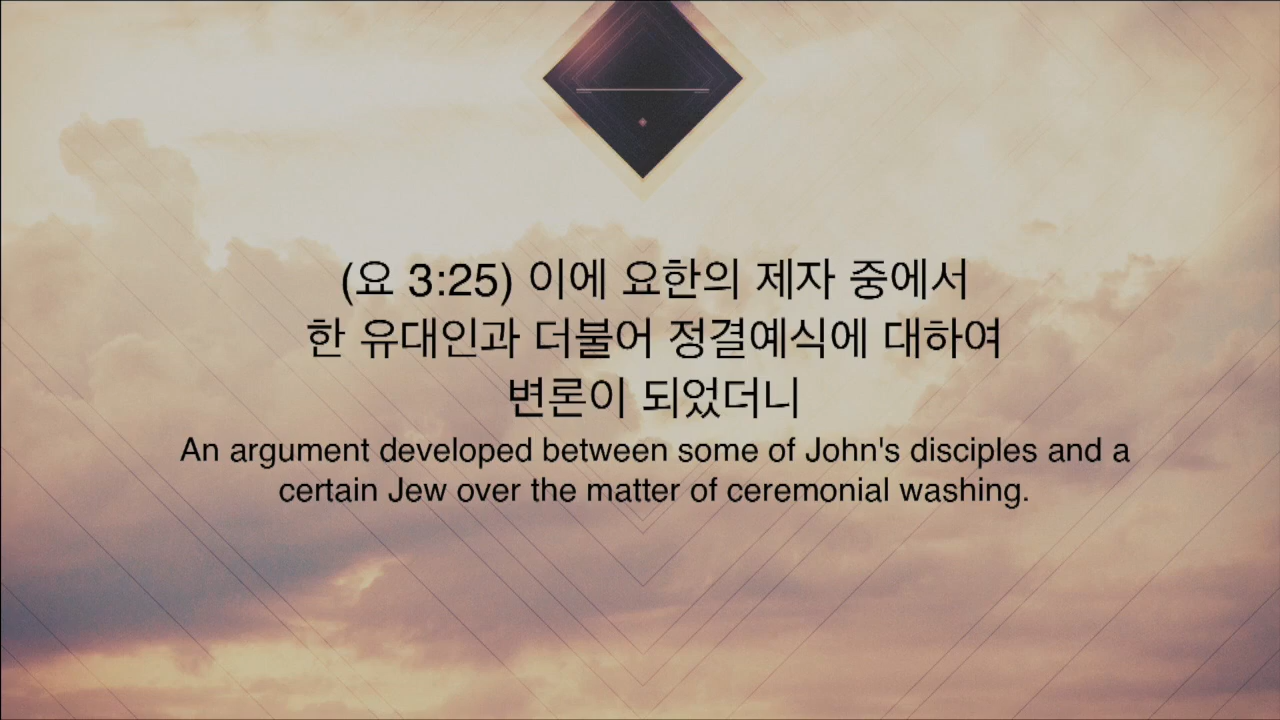 (요 3:25) 이에 요한의 제자 중에서
한 유대인과 더불어 정결예식에 대하여
변론이 되었더니
An argument developed between some of John's disciples and a
certain Jew over the matter of ceremonial washing.